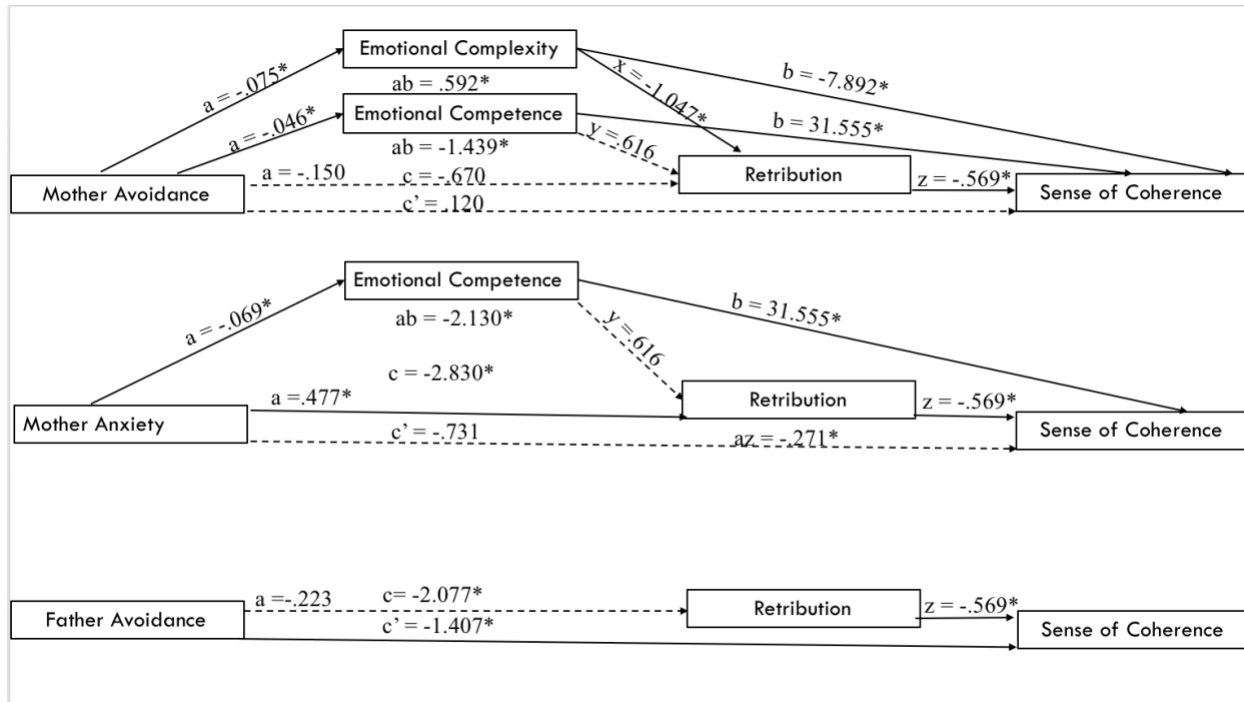 Emotional Complexity
a = -.075*
ab = .592*
x = -1.047*
b = -7.892*
Emotional Competence
a = -.046*
ab = -1.439*
y = .616
b = 31.555*
Mother Avoidance
a = -.150
c = -.670
c’ = .120
Retribution
z = -.569*
Sense of Coherence
Emotional Competence
a = -.069*
ab = -2.130*
y = .616
b = 31.555*
c = -2.830*
Mother Anxiety
a =.477*
c’ = -.731
Retribution
az = -.271*
z = -.569*
Sense of Coherence
Father Avoidance
a =-.223
c= -2.077*
c’ = -1.407*
Retribution
z = -.569*
Sense of Coherence